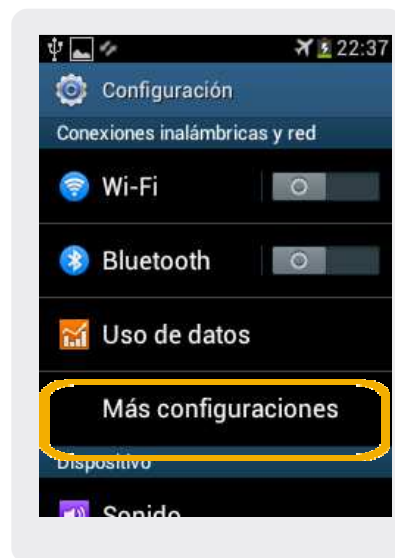 22:37
Configuración
Conexiones inalámbricas y red
Wi-Fi
Bluetooth
Uso de datos
Más configuraciones
Dispositivo
Sonido